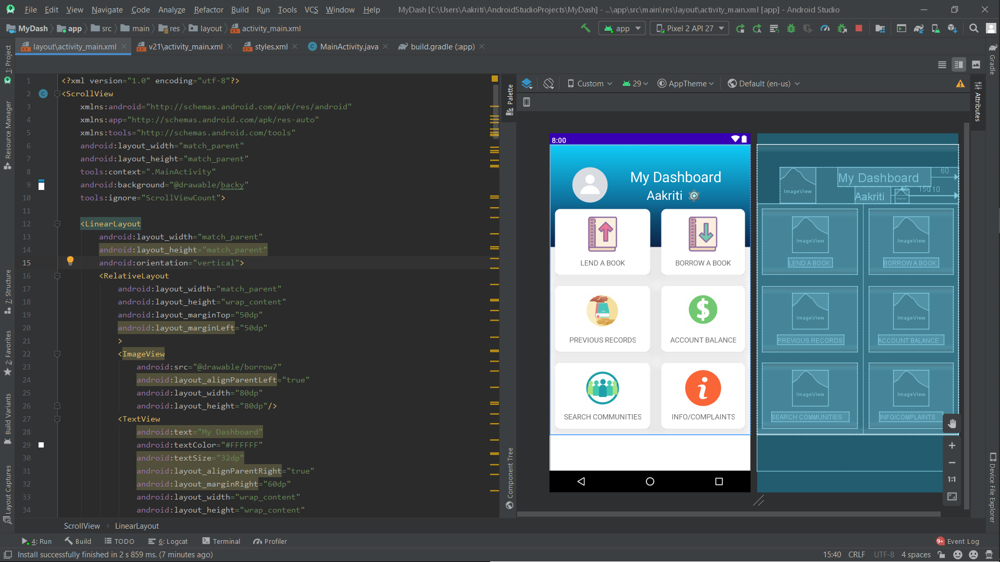 File Edit View Navigate Code Analyze Refactor Build Run Tools VCS Window Help MyDash [C:\Users\Aakriti\AndroidStudioProjects\MyDash] - ...\app\src\main\res\layout\activity_main.xml [app] - Android Studio
MyDash app src main res layout activity_main.xml app Pixel 2 API 27
layout\activity_main.xml v21\activity_main.xml styles.xml MainActivity.java build.gradle (:app)
1: Project
Resource Manager
7: Structure
2: Favorites
Build Variants
Layout Captures
1 <?xml version="1.0" encoding="utf-8"?>
2 <ScrollView
3 xmlns:android="http://schemas.android.com/apk/res/android"
4 xmlns:app="http://schemas.android.com/apk/res-auto"
5 xmlns:tools="http://schemas.android.com/tools"
6 android:layout_width="match_parent"
7 android:layout_height="match_parent"
8 tools:context=".MainActivity"
9 android:background="@drawable/backy"
10 tools:ignore="ScrollViewCount">
11
12 <LinearLayout
13 android:layout_width="match_parent"
14 android:layout_height="match_parent"
15 android:orientation="vertical">
16 <RelativeLayout
17 android:layout_width="match_parent"
18 android:layout_height="wrap_content"
19 android:layout_marginTop="50dp"
20 android:layout_marginLeft="50dp"
21 >
22 <ImageView
23 android:src="@drawable/borrow7"
24 android:layout_alignParentLeft="true"
25 android:layout_width="80dp"
26 android:layout_height="80dp"/>
27 <TextView
28 android:text="My Dashboard"
29 android:textColor="#FFFFFF"
30 android:textSize="32dp"
31 android:layout_alignParentRight="true"
32 android:layout_marginRight="60dp"
33 android:layout_width="wrap_content"
34 android:layout_height="wrap_content"
ScrollView LinearLayout
Palette
Component Tree
Custom 29 AppTheme Default (en-us)
8:00
My Dashboard
Aakriti
LEND A BOOK BORROW A BOOK
PREVIOUS RECORDS ACCOUNT BALANCE
SEARCH COMMUNITIES INFO/COMPLAINTS
60
My Dashboard
ImageView
Aakriti 150 10
ImageView ImageView
LEND A BOOK BORROW A BOOK
ImageView ImageView
PREVIOUS RECORDS ACCOUNT BALANCE
ImageView ImageView
SEARCH COMMUNITIES INFO/COMPLAINTS
1:1
Gradle
Attributes
Device File Explorer
4: Run Build TODO 6: Logcat Terminal Profiler 9+ Event Log
Install successfully finished in 2 s 859 ms. (7 minutes ago) 15:40 CRLF UTF-8 4 spaces